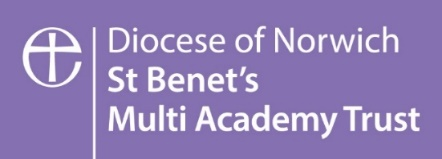 Diocese of Norwich
St Benet's
Multi Academy Trust